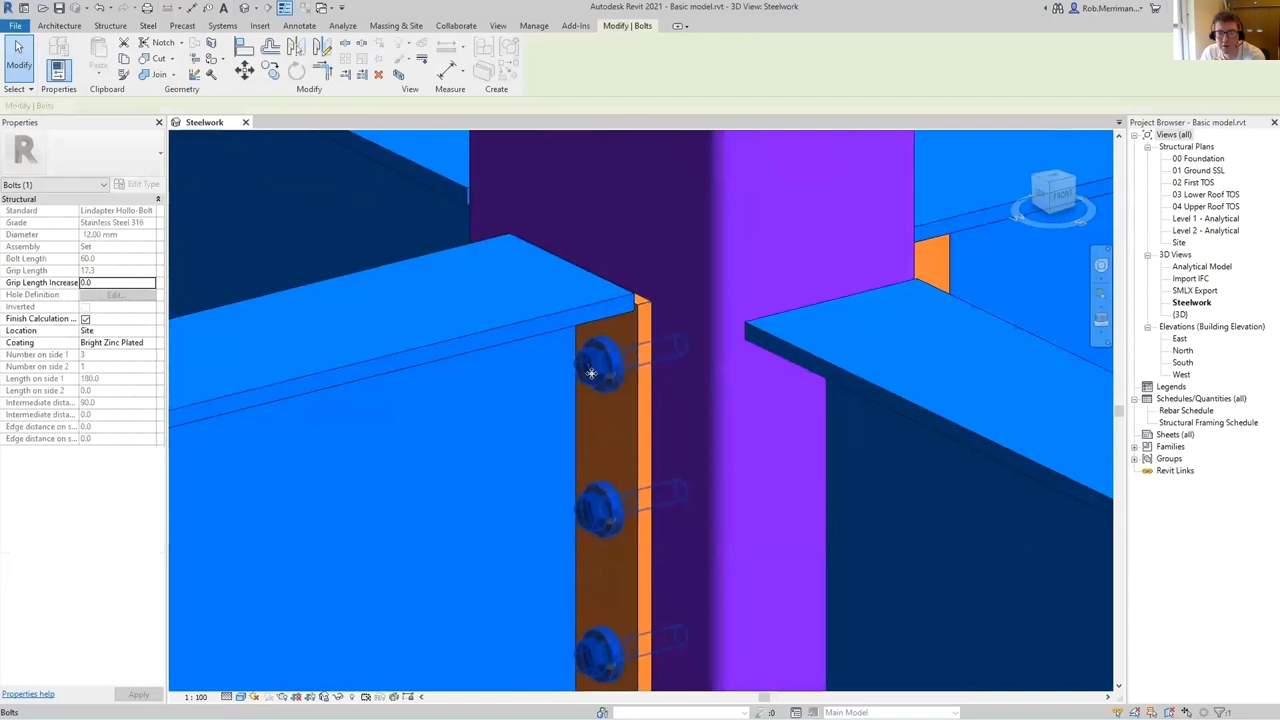 Autodesk Revit 2021 - Basic model.rvt - 3D View: Steelwork
Rob.Merriman...
File Architecture Structure Steel Precast Systems Insert Annotate Analyze Massing & Site Collaborate View Manage Add-Ins Modify | Bolts
Modify
Paste
Notch
Cut
Join
Select Properties Clipboard Geometry Modify View Measure Create
Modify | Bolts
Properties
Steelwork
Project Browser - Basic model.rvt
R
Bolts (1)
Edit Type
Structural
Standard Lindapter Hollo-Bolt
Grade Stainless Steel 316
Diameter 12.00 mm
Assembly Set
Bolt Length 60.0
Grip Length 17.3
Grip Length Increase 0.0
Hole Definition Edit...
Inverted
Finish Calculation ...
Location Site
Coating Bright Zinc Plated
Number on side 1 3
Number on side 2 1
Length on side 1 180.0
Length on side 2 0.0
Intermediate dista... 90.0
Intermediate dista... 0.0
Edge distance on s... 0.0
Edge distance on s... 0.0
Properties help
Apply
FRONT
Views (all)
Structural Plans
00 Foundation
01 Ground SSL
02 First TOS
03 Lower Roof TOS
04 Upper Roof TOS
Level 1 - Analytical
Level 2 - Analytical
Site
3D Views
Analytical Model
Import IFC
SMLX Export
Steelwork
{3D}
Elevations (Building Elevation)
East
North
South
West
Legends
Schedules/Quantities (all)
Rebar Schedule
Structural Framing Schedule
Sheets (all)
Families
Groups
Revit Links
1 : 100
Bolts
:0
Main Model
:1